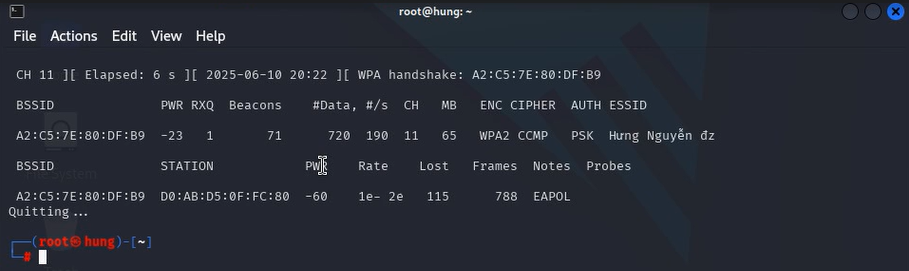 root@hung: ~
File Actions Edit View Help
CH 11 ][ Elapsed: 6 s ][ 2025-06-10 20:22 ][ WPA handshake: A2:C5:7E:80:DF:B9
BSSID PWR RXQ Beacons #Data, #/s CH MB ENC CIPHER AUTH ESSID
A2:C5:7E:80:DF:B9 -23 1 71 720 190 11 65 WPA2 CCMP PSK Hưng Nguyễn đz
BSSID STATION PWR Rate Lost Frames Notes Probes
A2:C5:7E:80:DF:B9 D0:AB:D5:0F:FC:80 -60 1e- 2e 115 788 EAPOL
Quitting...
┌──(root㉿hung)-[~]
└─#